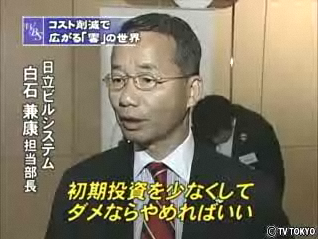 コスト削減で
広がる「雲」の世界
日立ビルシステム
白石 兼康 担当部長
初期投資を少なくして
ダメならやめればいい
©TV TOKYO